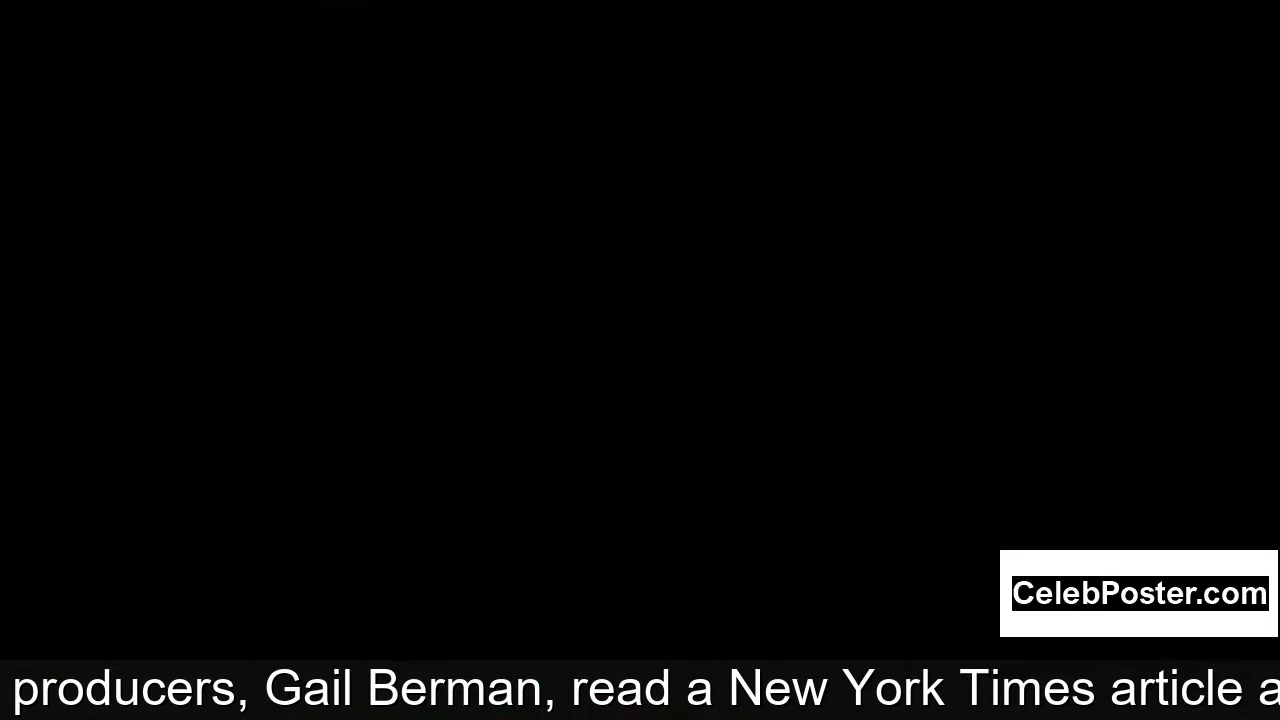 CelebPoster.com
producers, Gail Berman, read a New York Times article a